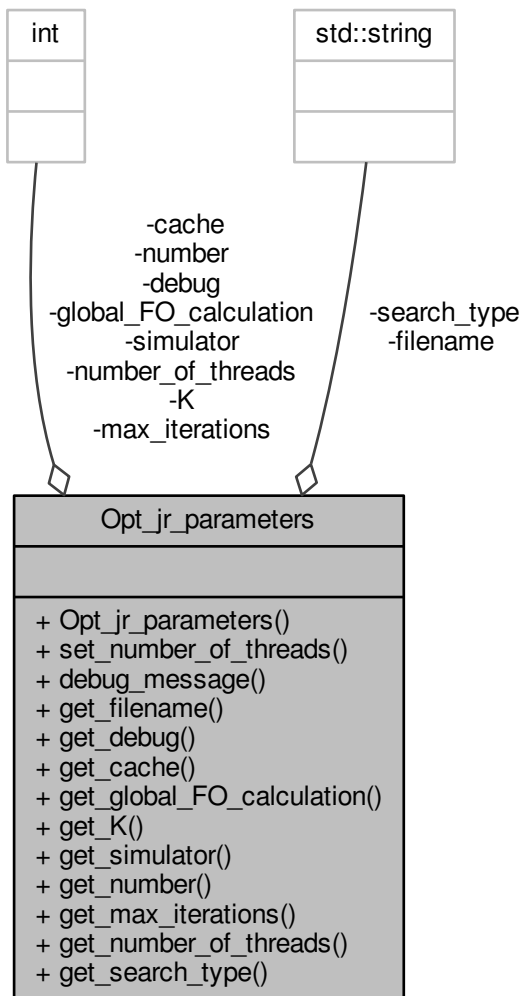 int
std::string
-cache
-number
-debug
-global_FO_calculation
-simulator
-number_of_threads
-K
-max_iterations
-search_type
-filename
Opt_jr_parameters
+ Opt_jr_parameters()
+ set_number_of_threads()
+ debug_message()
+ get_filename()
+ get_debug()
+ get_cache()
+ get_global_FO_calculation()
+ get_K()
+ get_simulator()
+ get_number()
+ get_max_iterations()
+ get_number_of_threads()
+ get_search_type()